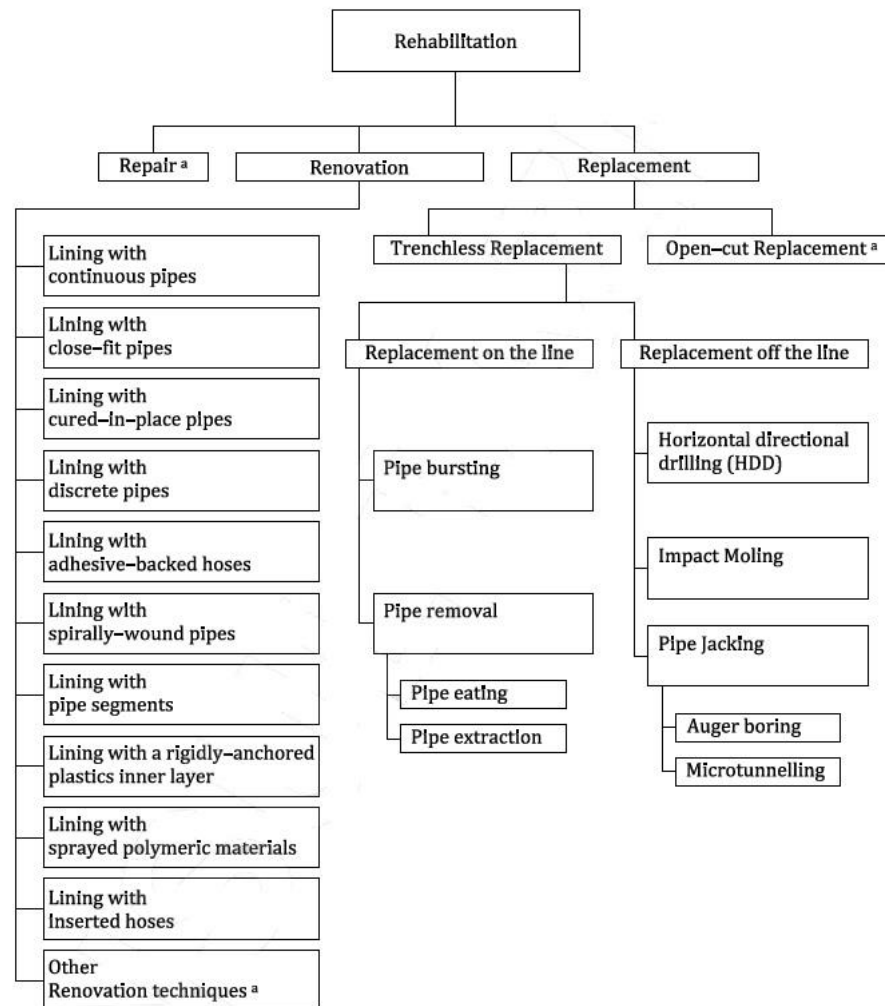 Rehabilitation
Repair a
Renovation
Replacement
Trenchless Replacement
Open-cut Replacement a
Lining with
continuous pipes
Lining with
close-fit pipes
Lining with
cured-in-place pipes
Lining with
discrete pipes
Lining with
adhesive-backed hoses
Lining with
spirally-wound pipes
Lining with
pipe segments
Lining with a rigidly-anchored
plastics inner layer
Lining with
sprayed polymeric materials
Lining with
inserted hoses
Other
Renovation techniques a
Replacement on the line
Pipe bursting
Pipe removal
Pipe eating
Pipe extraction
Replacement off the line
Horizontal directional
drilling (HDD)
Impact Moling
Pipe Jacking
Auger boring
Microtunnelling